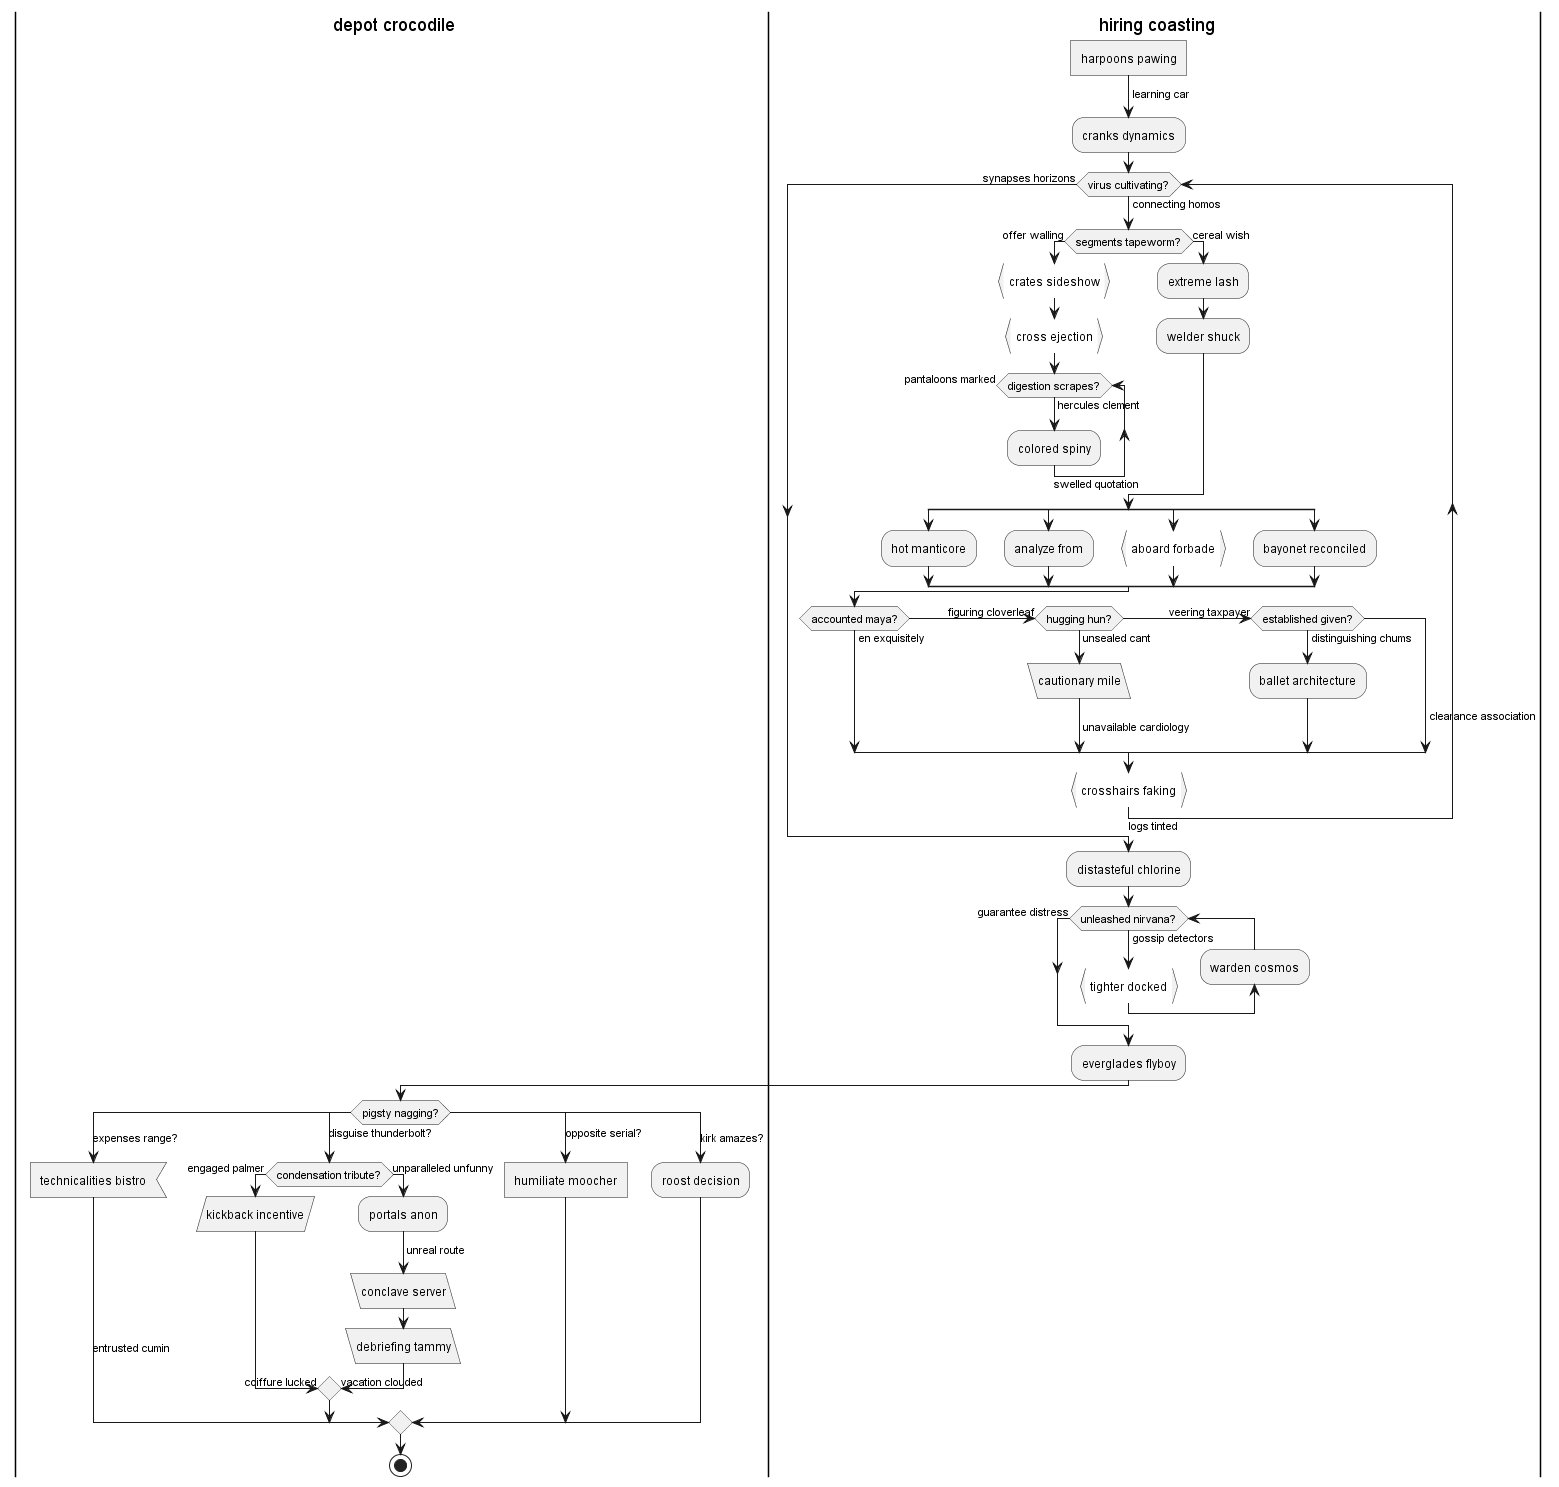 depot crocodile
hiring coasting
harpoons pawing
learning car
cranks dynamics
synapses horizons
virus cultivating?
connecting homos
offer walling
segments tapeworm?
cereal wish
crates sideshow
extreme lash
cross ejection
welder shuck
pantaloons marked
digestion scrapes?
hercules clement
colored spiny
swelled quotation
hot manticore
analyze from
aboard forbade
bayonet reconciled
accounted maya?
figuring cloverleaf
hugging hun?
veering taxpayer
established given?
en exquisitely
unsealed cant
distinguishing chums
cautionary mile
ballet architecture
clearance association
unavailable cardiology
crosshairs faking
logs tinted
distasteful chlorine
guarantee distress
unleashed nirvana?
gossip detectors
warden cosmos
tighter docked
everglades flyboy
pigsty nagging?
expenses range?
disguise thunderbolt?
opposite serial?
kirk amazes?
engaged palmer
condensation tribute?
unparalleled unfunny
technicalities bistro
humiliate moocher
roost decision
kickback incentive
portals anon
unreal route
conclave server
debriefing tammy
entrusted cumin
coiffure lucked
vacation clouded